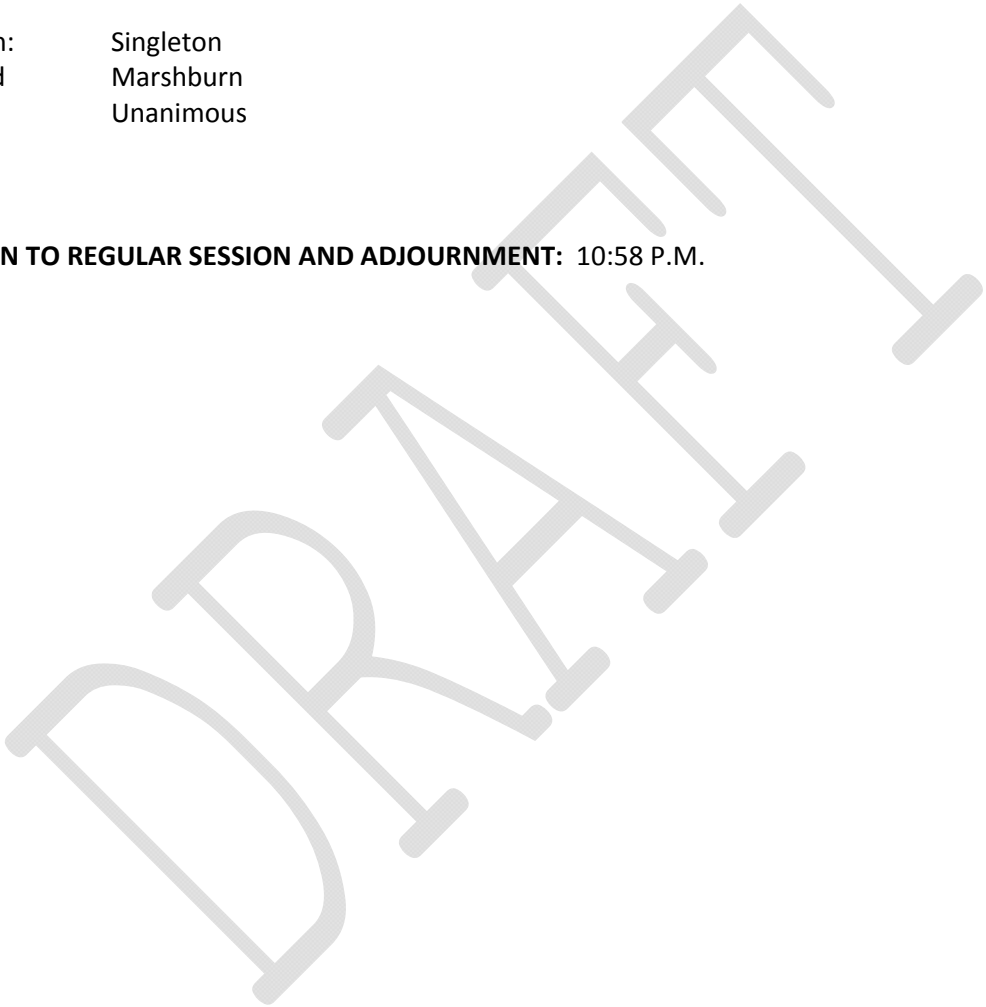 n: Singleton
d Marshburn
Unanimous
N TO REGULAR SESSION AND ADJOURNMENT: 10:58 P.M.
DRAFT